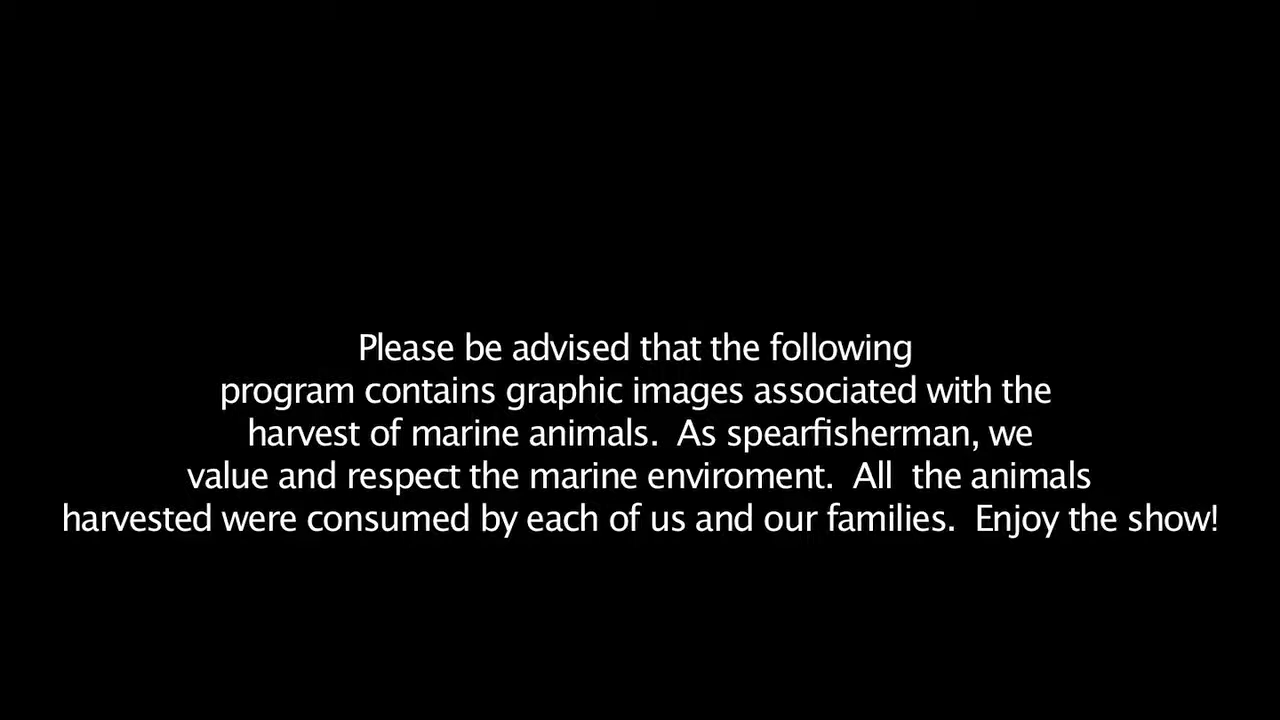 Please be advised that the following
program contains graphic images associated with the
harvest of marine animals.  As spearfisherman, we
value and respect the marine enviroment.  All  the animals
harvested were consumed by each of us and our families.  Enjoy the show!